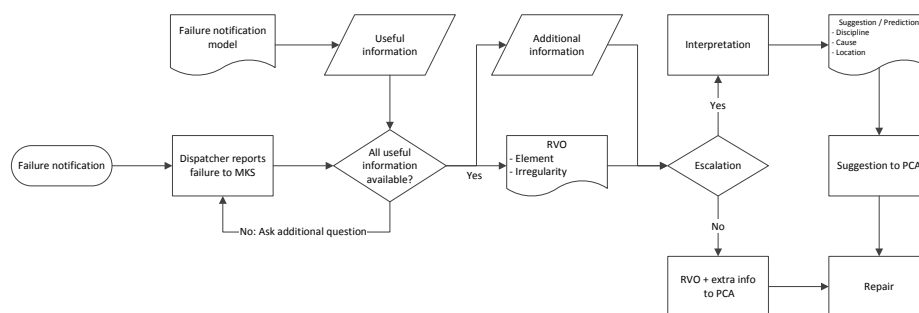 Failure notification
model
Useful
information
Additional
information
Interpretation
Suggestion / Prediction
- Discipline
- Cause
- Location
Yes
Failure notification
Dispatcher reports
failure to MKS
All useful
information
available?
Yes
RVO
- Element
- Irregularity
Escalation
Suggestion to PCA
No: Ask additional question
No
RVO + extra info
to PCA
Repair